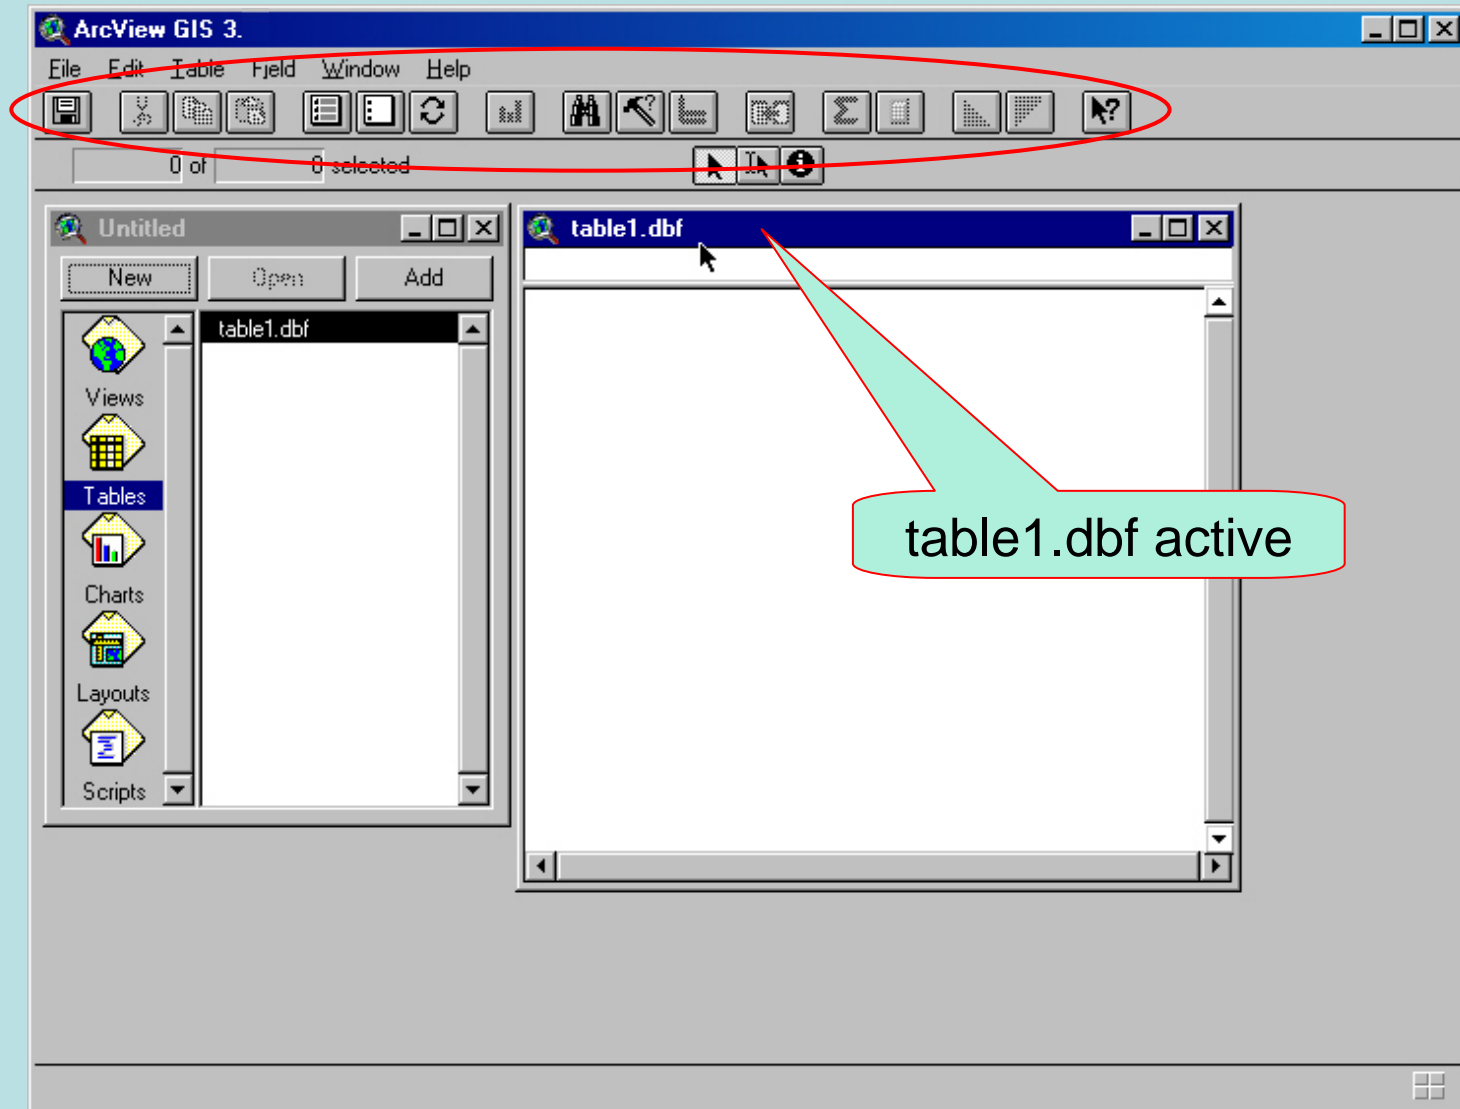 ArcView GIS 3.
File Edit Table Field Window Help
0 of 0 selected
Untitled
New Open Add
table1.dbf
Views
Tables
Charts
Layouts
Scripts
table1.dbf
table1.dbf active